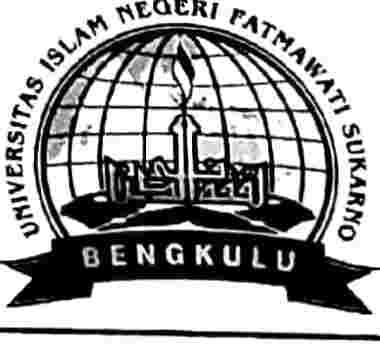 UNIVERSITAS ISLAM NEGERI FATMAWATI SUKARNO
BENGKULU